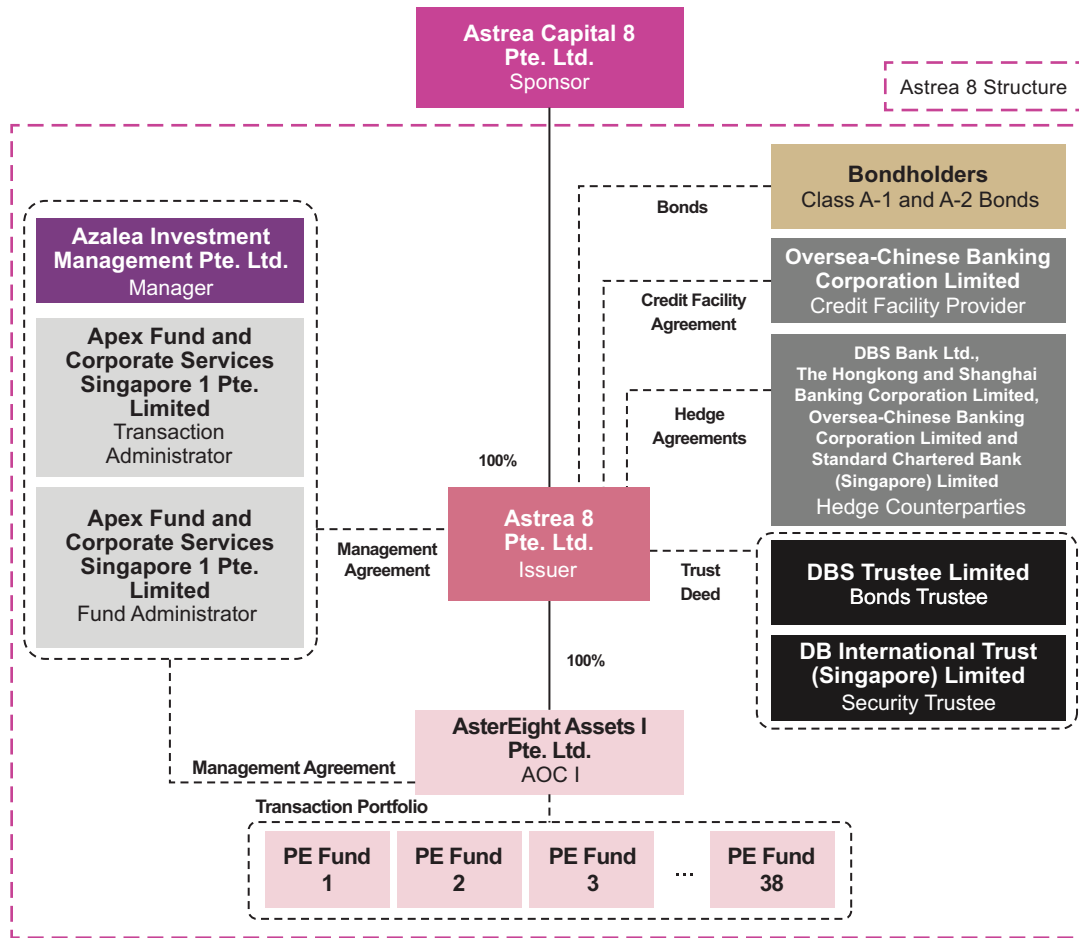 Astrea Capital 8
Pte. Ltd.
Sponsor
Astrea 8 Structure
Azalea Investment
Management Pte. Ltd.
Manager
Apex Fund and
Corporate Services
Singapore 1 Pte.
Limited
Transaction
Administrator
Apex Fund and
Corporate Services
Singapore 1 Pte.
Limited
Fund Administrator
Bonds
Bondholders
Class A-1 and A-2 Bonds
Credit Facility
Agreement
Oversea-Chinese Banking
Corporation Limited
Credit Facility Provider
Hedge
Agreements
DBS Bank Ltd.,
The Hongkong and Shanghai
Banking Corporation Limited,
Oversea-Chinese Banking
Corporation Limited and
Standard Chartered Bank
(Singapore) Limited
Hedge Counterparties
100%
Management
Agreement
Astrea 8
Pte. Ltd.
Issuer
Trust
Deed
DBS Trustee Limited
Bonds Trustee
DB International Trust
(Singapore) Limited
Security Trustee
100%
Management Agreement
AsterEight Assets I
Pte. Ltd.
AOC I
Transaction Portfolio
PE Fund
1
PE Fund
2
PE Fund
3
...
PE Fund
38